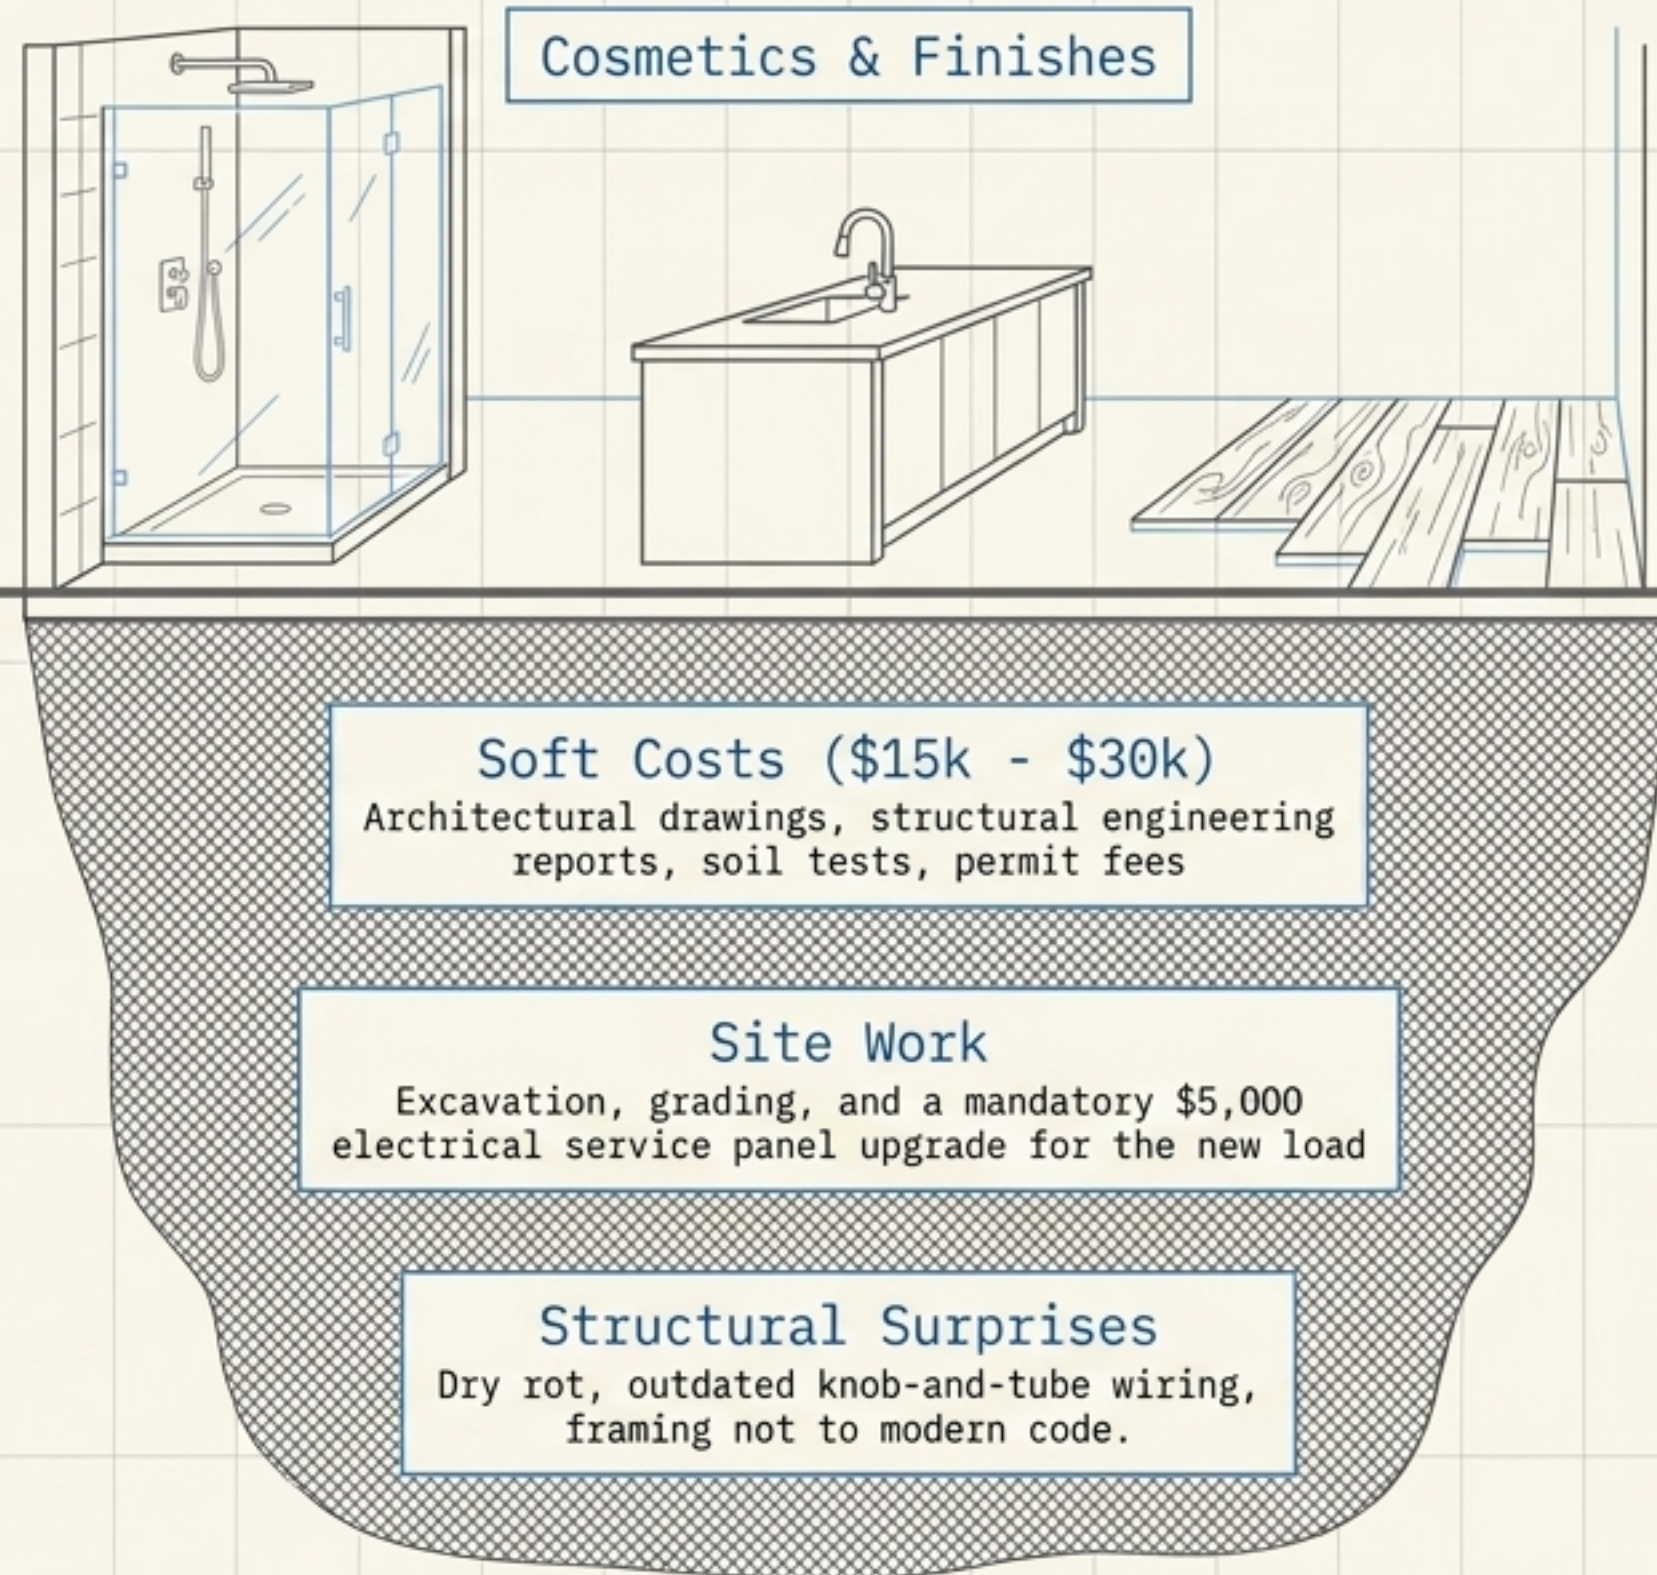 Cosmetics & Finishes
Soft Costs ($15k - $30k)
Architectural drawings, structural engineering
reports, soil tests, permit fees
Site Work
Excavation, grading, and a mandatory $5,000
electrical service panel upgrade for the new load
Structural Surprises
Dry rot, outdated knob-and-tube wiring,
framing not to modern code.